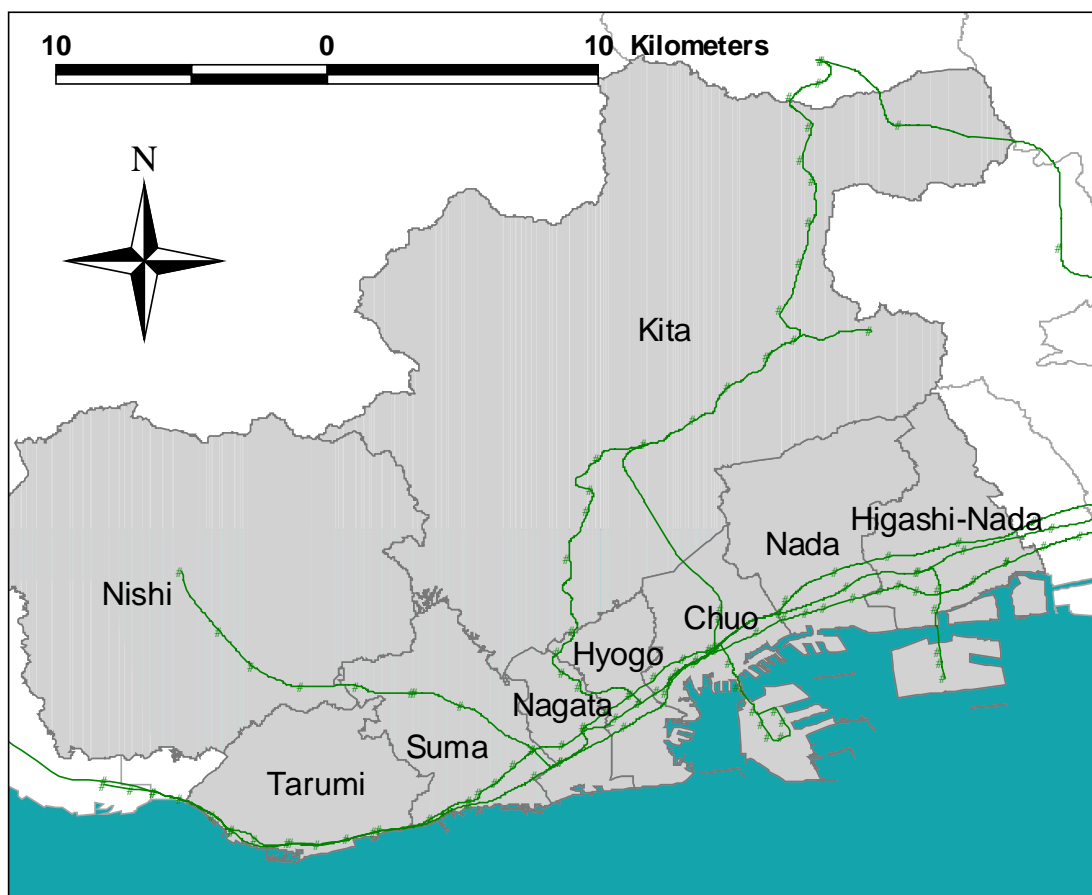 10 0 10 Kilometers
N
Kita
Higashi-Nada
Nada
Nishi
Chuo
Hyogo
Nagata
Suma
Tarumi